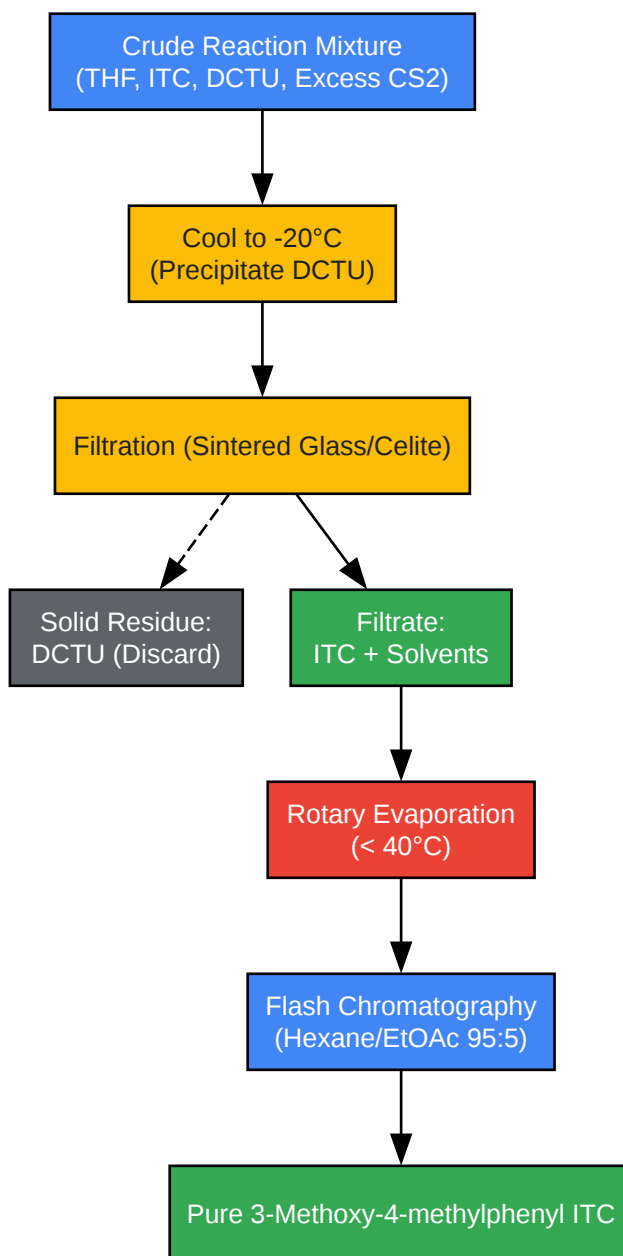 Crude Reaction Mixture
(THF, ITC, DCTU, Excess CS2)
Cool to -20°C
(Precipitate DCTU)
Filtration (Sintered Glass/Celite)
Solid Residue:
DCTU (Discard)
Filtrate:
ITC + Solvents
Rotary Evaporation
(< 40°C)
Flash Chromatography
(Hexane/EtOAc 95:5)
Pure 3-Methoxy-4-methylphenyl ITC